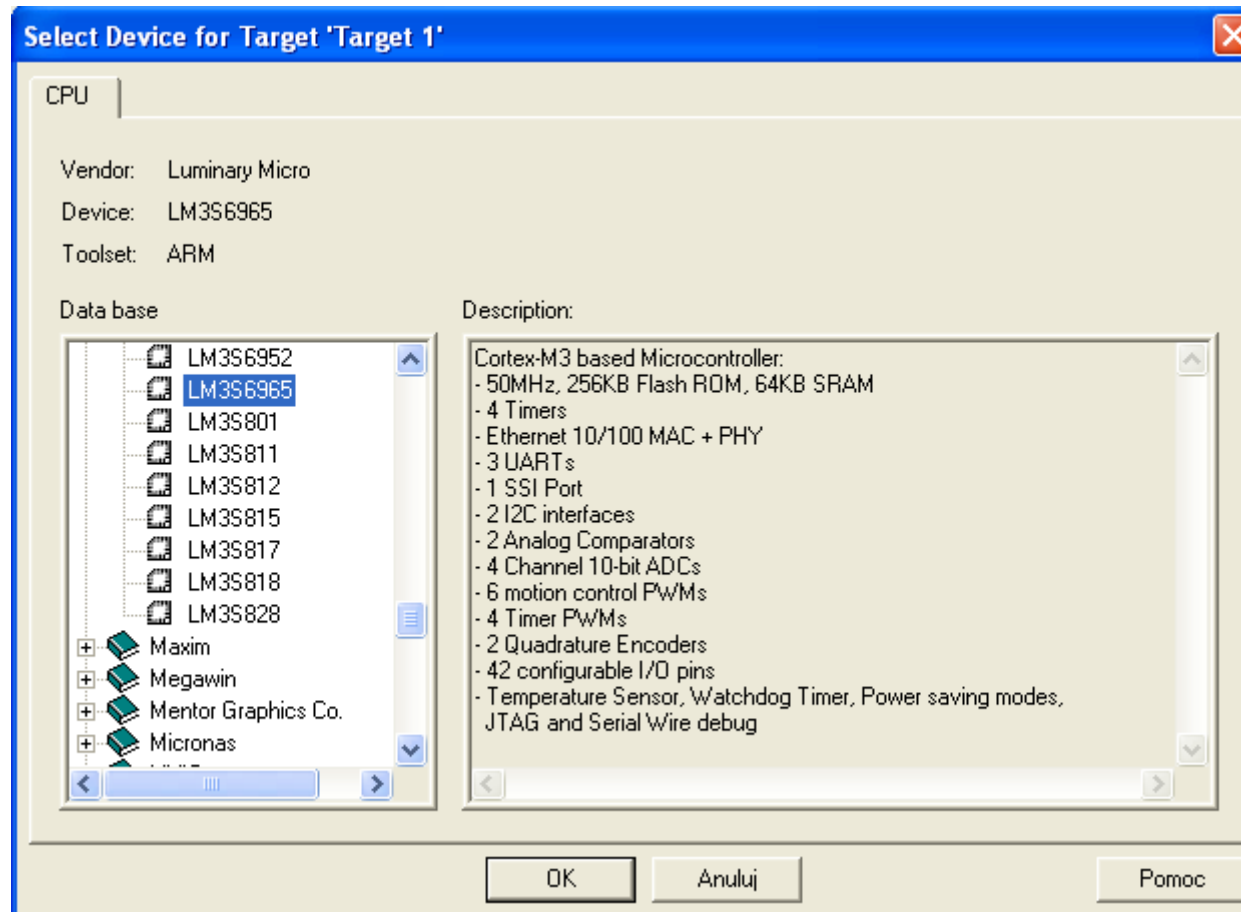 Select Device for Target 'Target 1'
CPU
Vendor: Luminary Micro
Device: LM3S6965
Toolset: ARM
Data base
LM3S6952
LM3S6965
LM3S801
LM3S811
LM3S812
LM3S815
LM3S817
LM3S818
LM3S828
Maxim
Megawin
Mentor Graphics Co.
Micronas
Description:
Cortex-M3 based Microcontroller:
- 50MHz, 256KB Flash ROM, 64KB SRAM
- 4 Timers
- Ethernet 10/100 MAC + PHY
- 3 UARTs
- 1 SSI Port
- 2 I2C interfaces
- 2 Analog Comparators
- 4 Channel 10-bit ADCs
- 6 motion control PWMs
- 4 Timer PWMs
- 2 Quadrature Encoders
- 42 configurable I/O pins
- Temperature Sensor, Watchdog Timer, Power saving modes,
JTAG and Serial Wire debug
OK
Anuluj
Pomoc